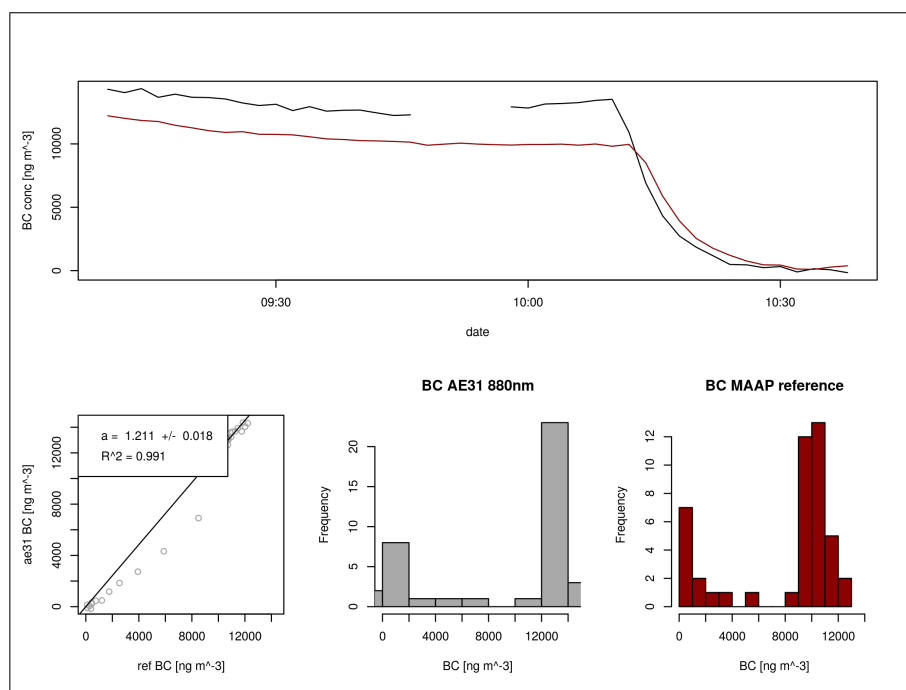 BC conc [ng m^-3]
10000
5000
0
09:30
10:00
10:30
date
ae31 BC [ng m^-3]
12000
8000
4000
0
a = 1.211 +/- 0.018
R^2 = 0.991
0
4000
8000
12000
ref BC [ng m^-3]
BC AE31 880nm
Frequency
20
15
10
5
0
0
4000
8000
12000
BC [ng m^-3]
BC MAAP reference
Frequency
12
10
8
6
4
2
0
0
4000
8000
12000
BC [ng m^-3]